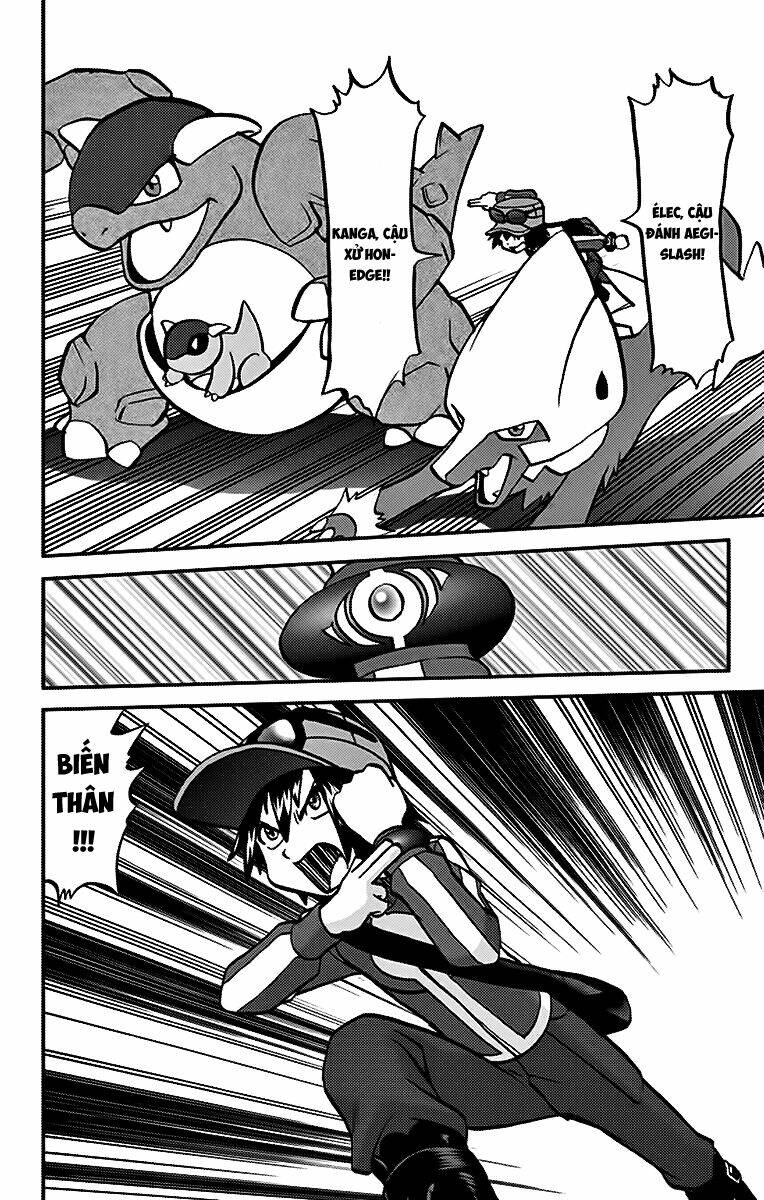 ÉLEC, CẬU
ĐÁNH AEGI-
SLASH!
KANGA, CẬU
XỬ HON-
EDGE!!
BIẾN
THÂN
!!!